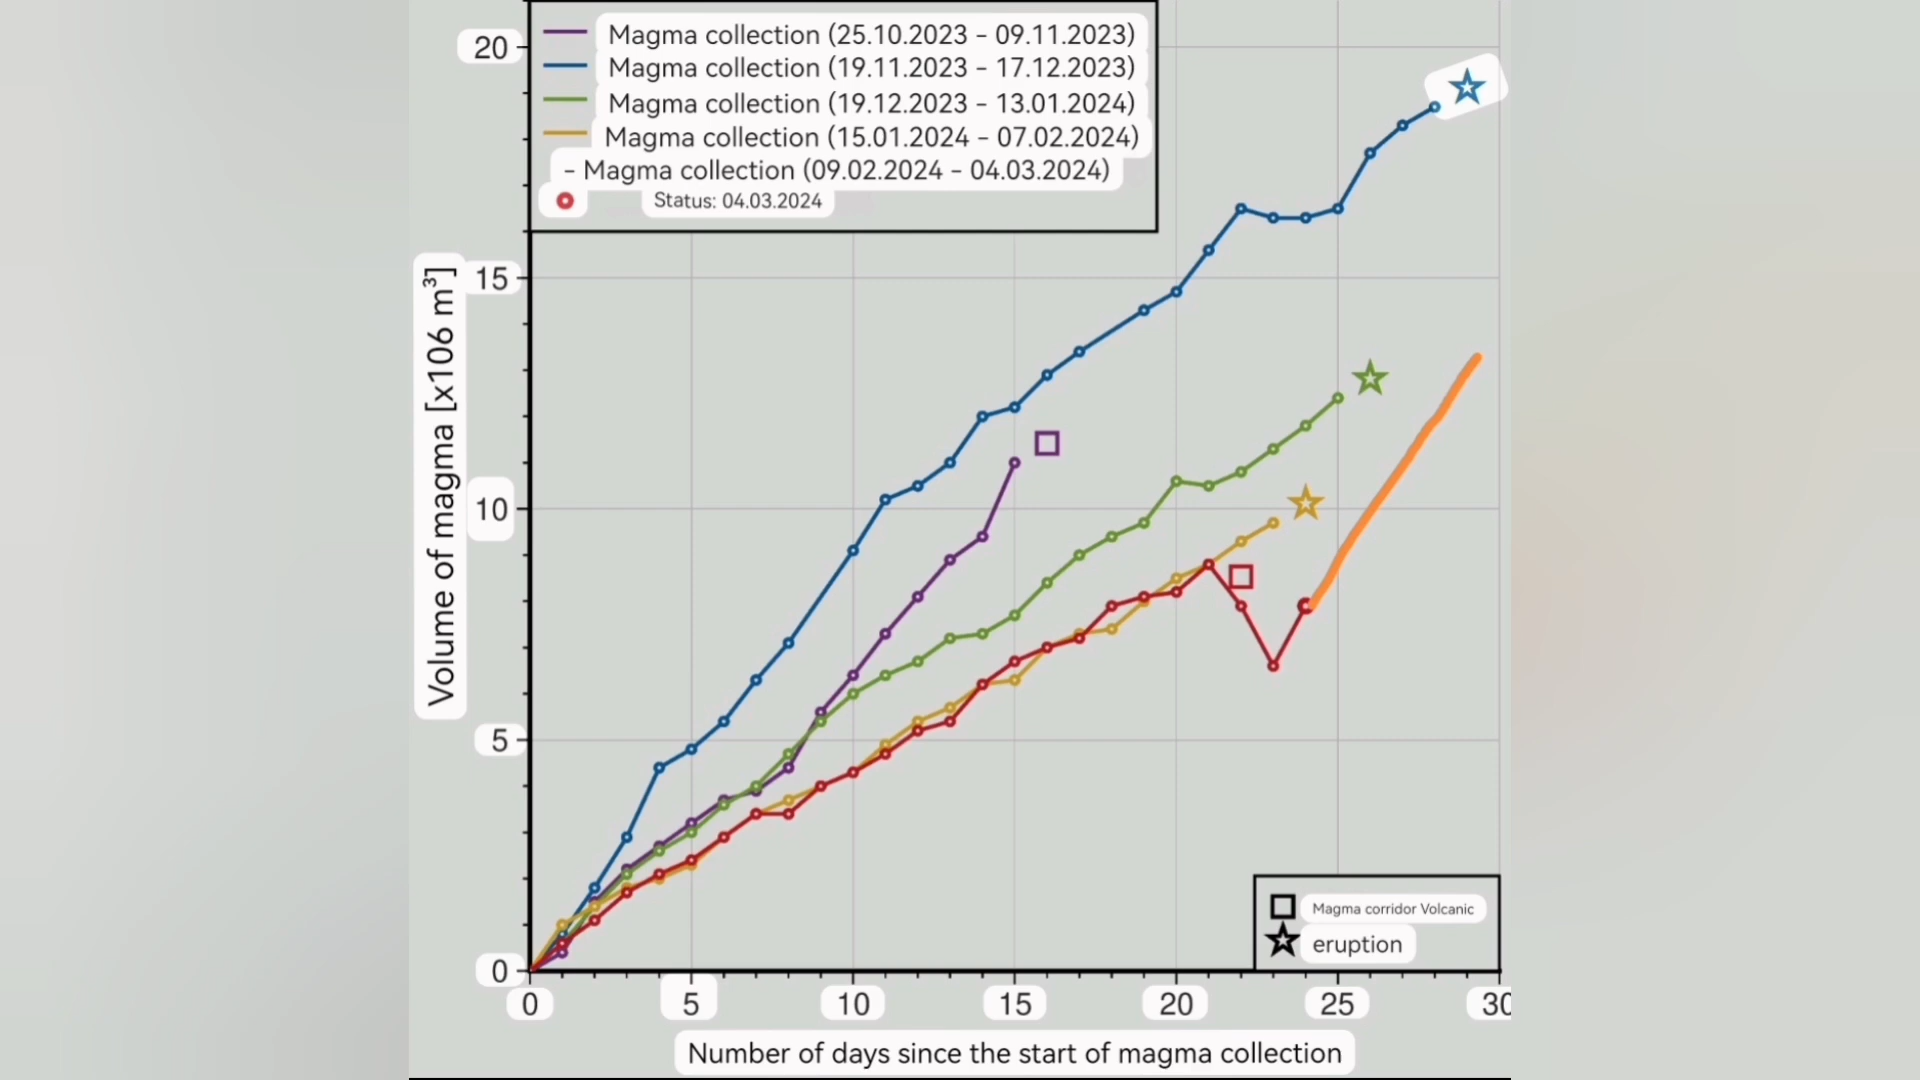 Magma collection (25.10.2023 - 09.11.2023)
Magma collection (19.11.2023 - 17.12.2023)
Magma collection (19.12.2023 - 13.01.2024)
Magma collection (15.01.2024 - 07.02.2024)
- Magma collection (09.02.2024 - 04.03.2024)
Status: 04.03.2024
20
15
10
5
0
Volume of magma [x106 m³]
Magma corridor Volcanic
eruption
0 5 10 15 20 25 30
Number of days since the start of magma collection